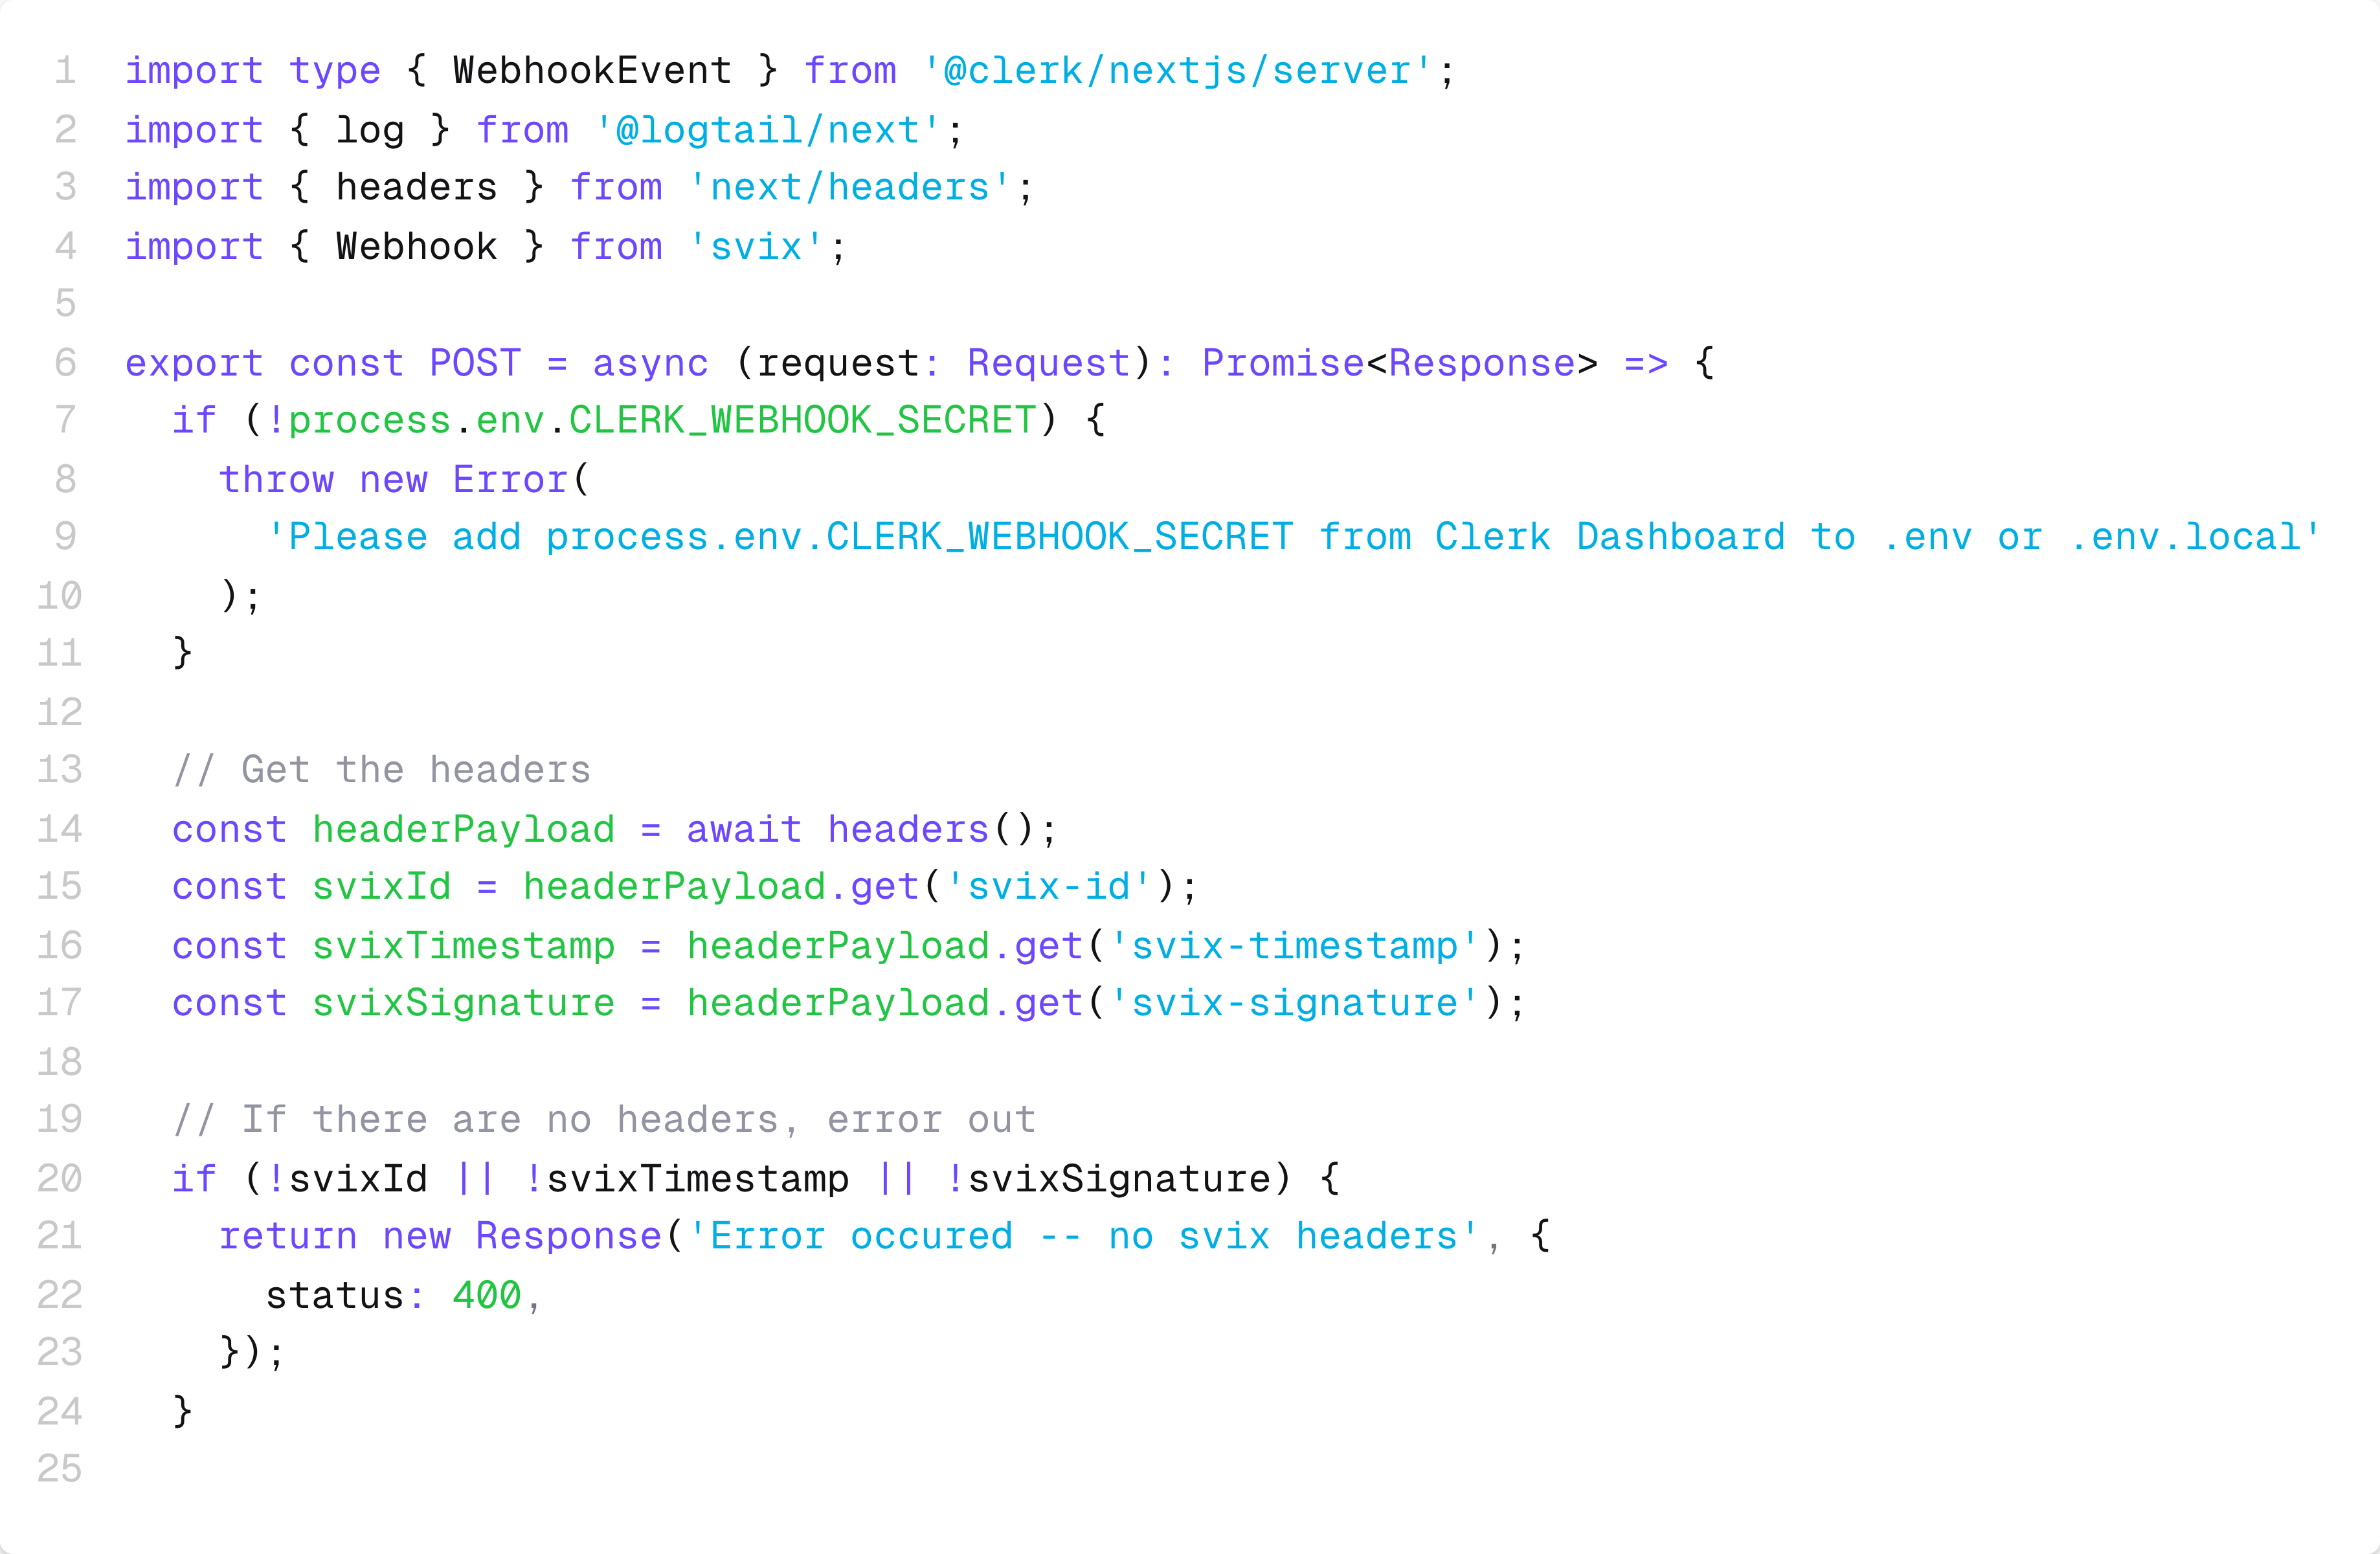 1 import type { WebhookEvent } from '@clerk/nextjs/server';
2 import { log } from '@logtail/next';
3 import { headers } from 'next/headers';
4 import { Webhook } from 'svix';
5
6 export const POST = async (request: Request): Promise<Response> => {
7   if (!process.env.CLERK_WEBHOOK_SECRET) {
8     throw new Error(
9       'Please add process.env.CLERK_WEBHOOK_SECRET from Clerk Dashboard to .env or .env.local'
10     );
11   }
12
13   // Get the headers
14   const headerPayload = await headers();
15   const svixId = headerPayload.get('svix-id');
16   const svixTimestamp = headerPayload.get('svix-timestamp');
17   const svixSignature = headerPayload.get('svix-signature');
18
19   // If there are no headers, error out
20   if (!svixId || !svixTimestamp || !svixSignature) {
21     return new Response('Error occured -- no svix headers', {
22       status: 400,
23     });
24   }
25